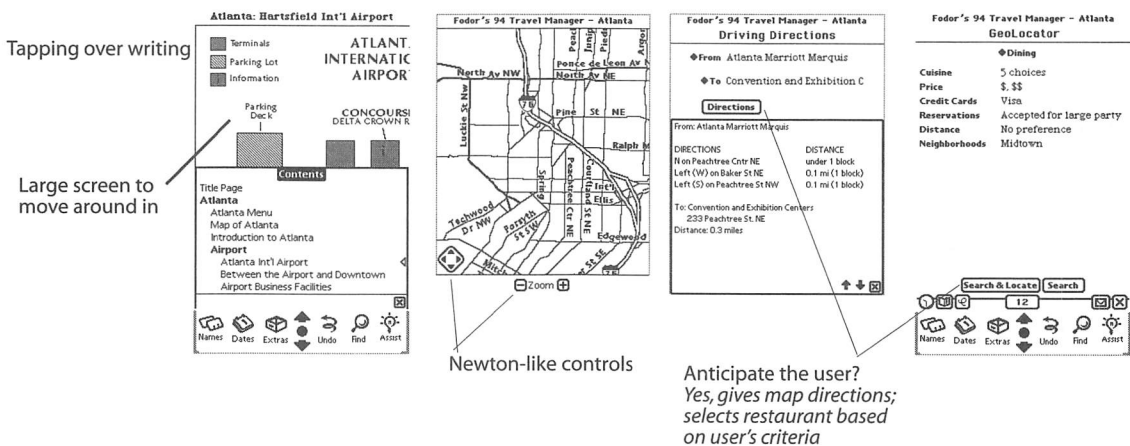 Tapping over writing
Large screen to
move around in
Atlanta: Hartsfield Int'l Airport
Terminals
Parking Lot
Information
ATLANT
INTERNATIC
AIRPOR
Parking
Deck
CONCOURS
DELTA CROWN R
Contents
Title Page
Atlanta
Atlanta Menu
Map of Atlanta
Introduction to Atlanta
Airport
Atlanta Int'l Airport
Between the Airport and Downtown
Airport Business Facilities
Names Dates Extras Undo Find Assist
Fodor's 94 Travel Manager – Atlanta
Peac
Junip
Pied
Argon
Ponce de Leon Av
North Av NW
North Av NE
Luckie St Nw
Pine St NE
Ralph M
Spring
Peachtree Ctr NE
Courtland St NE
Int'l
Ellis
Techwood
Dr NW
Forsyth
St SW
Edgewood
Mitc
St SE
Zoom
Newton-like controls
Fodor's 94 Travel Manager – Atlanta
Driving Directions
From Atlanta Marriott Marquis
To Convention and Exhibition C
Directions
From: Atlanta Marriott Marquis
DIRECTIONS DISTANCE
N on Peachtree Cntr NE under 1 block
Left (W) on Baker St NE 0.1 mi (1 block)
Left (S) on Peachtree St NW 0.1 mi (1 block)
To: Convention and Exhibition Centers
233 Peachtree St. NE
Distance: 0.3 miles
Anticipate the user?
Yes, gives map directions;
selects restaurant based
on user's criteria
Fodor's 94 Travel Manager – Atlanta
GeoLocator
Dining
Cuisine 5 choices
Price $, $$
Credit Cards Visa
Reservations Accepted for large party
Distance No preference
Neighborhoods Midtown
Search & Locate Search
12
Names Dates Extras Undo Find Assist